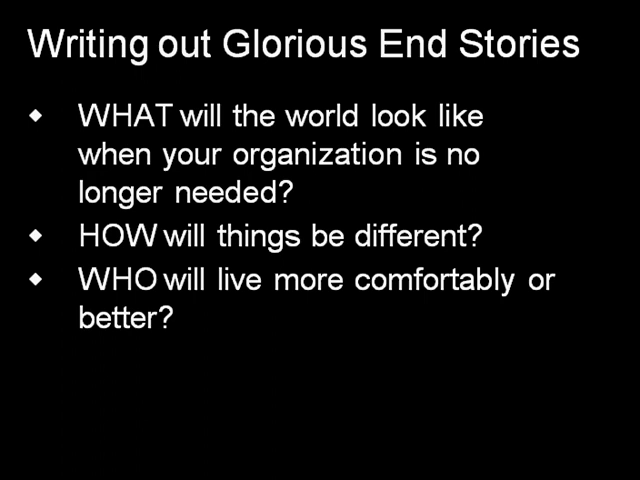 Writing out Glorious End Stories
◆ WHAT will the world look like
when your organization is no
longer needed?
◆ HOW will things be different?
◆ WHO will live more comfortably or
better?